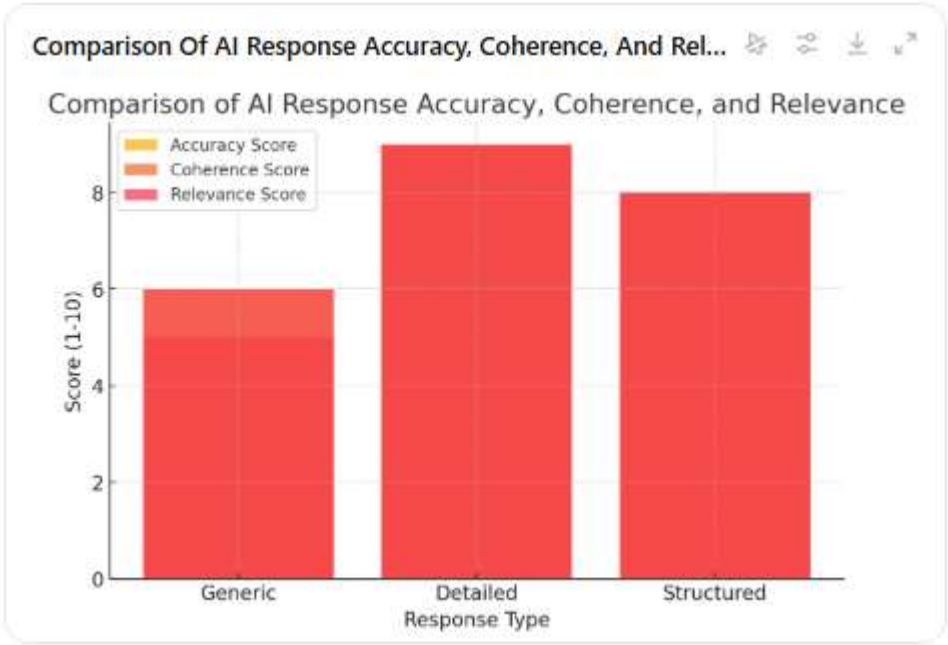 Comparison Of AI Response Accuracy, Coherence, And Rel...
Comparison of AI Response Accuracy, Coherence, and Relevance
Accuracy Score
Coherence Score
Relevance Score
8
6
4
2
0
Score (1-10)
Generic
Detailed
Structured
Response Type